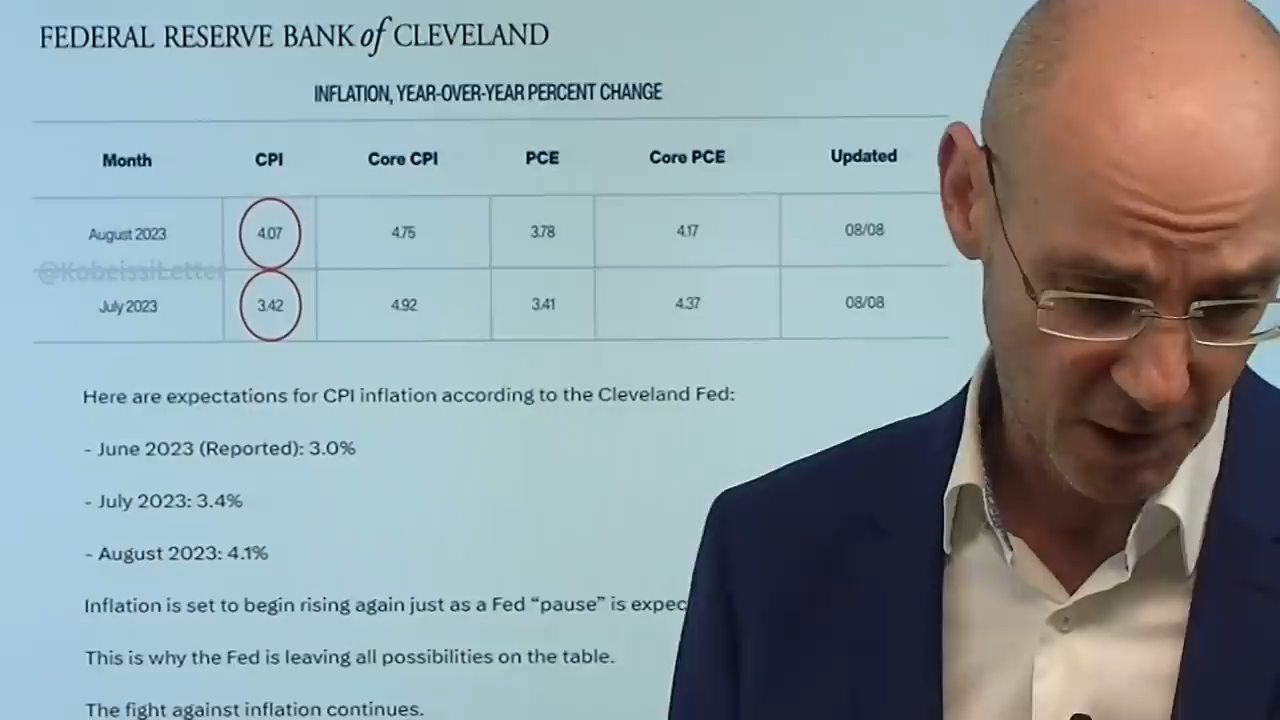 FEDERAL RESERVE BANK of CLEVELAND
INFLATION, YEAR-OVER-YEAR PERCENT CHANGE
Month CPI Core CPI PCE Core PCE Updated
August 2023 4.07 4.75 3.78 4.17 08/08
@KobeissiLetter
July 2023 3.42 4.92 3.41 4.37 08/08
Here are expectations for CPI inflation according to the Cleveland Fed:
- June 2023 (Reported): 3.0%
- July 2023: 3.4%
- August 2023: 4.1%
Inflation is set to begin rising again just as a Fed “pause” is expec
This is why the Fed is leaving all possibilities on the table.
The fight against inflation continues.